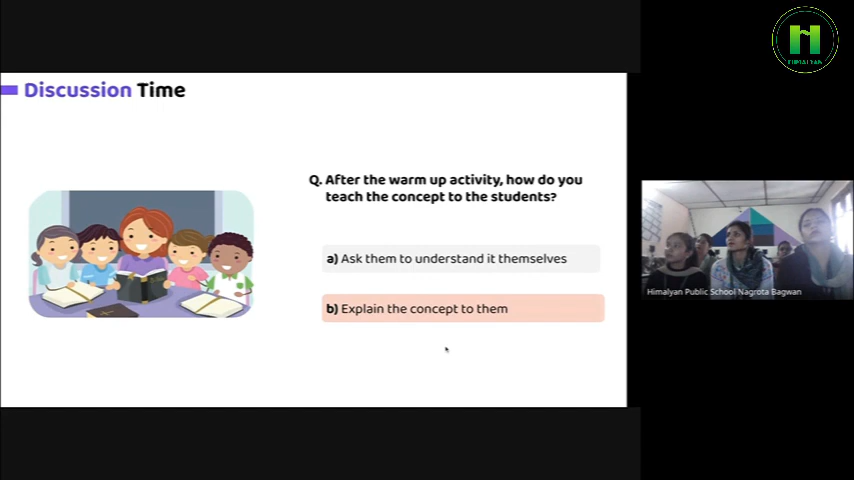 HIMALYAN
Discussion Time
Q. After the warm up activity, how do you
teach the concept to the students?
a) Ask them to understand it themselves
b) Explain the concept to them
Himalyan Public School Nagrota Bagwan